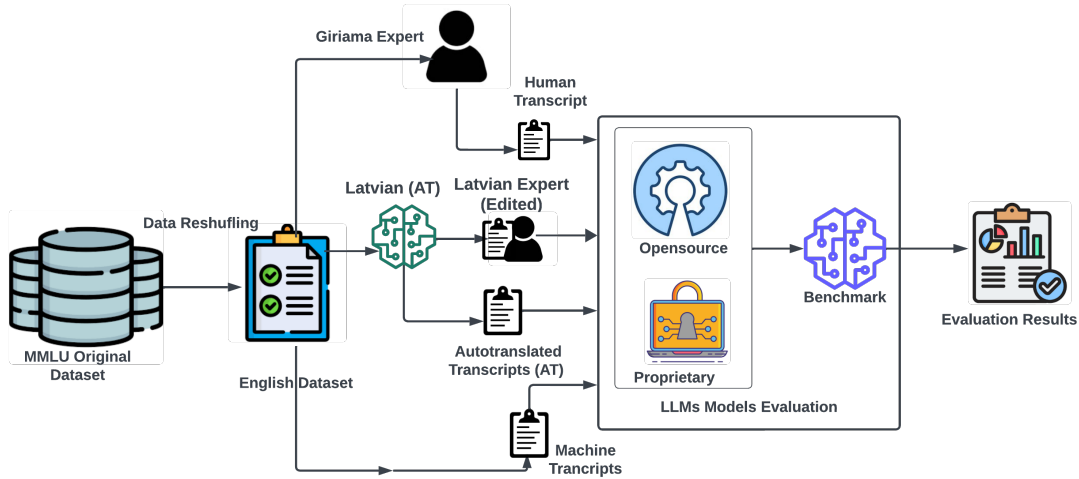 Giriama Expert
Human
Transcript
Latvian (AT)
Latvian Expert
(Edited)
Data Reshufling
Opensource
Benchmark
Evaluation Results
MMLU Original
Dataset
English Dataset
Autotranslated
Transcripts (AT)
Proprietary
LLMs Models Evaluation
Machine
Trancripts